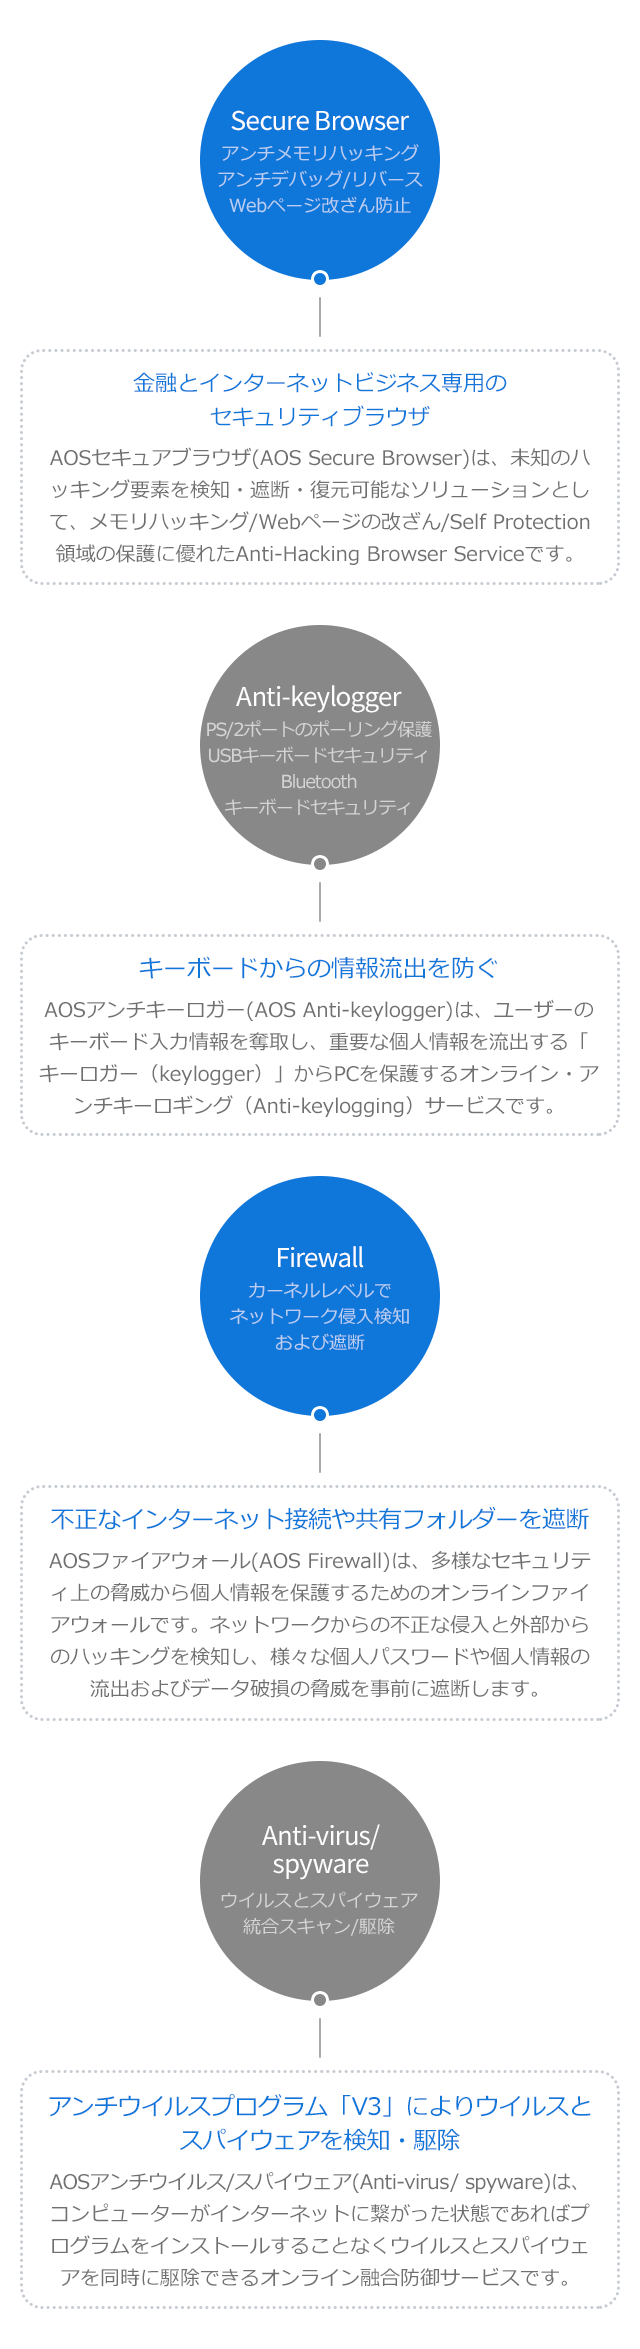 Secure Browser
アンチメモリハッキング
アンチデバッグ/リバース
Webページ改ざん防止
金融とインターネットビジネス専用の
セキュリティブラウザ
AOSセキュアブラウザ(AOS Secure Browser)は、未知のハ
ッキング要素を検知・遮断・復元可能なソリューションとし
て、メモリハッキング/Webページの改ざん/Self Protection
領域の保護に優れたAnti-Hacking Browser Serviceです。
Anti-keylogger
PS/2ポートのポーリング保護
USBキーボードセキュリティ
Bluetooth
キーボードセキュリティ
キーボードからの情報流出を防ぐ
AOSアンチキーロガー(AOS Anti-keylogger)は、ユーザーの
キーボード入力情報を奪取し、重要な個人情報を流出する「
キーロガー（keylogger）」からPCを保護するオンライン・ア
ンチキーロギング（Anti-keylogging）サービスです。
Firewall
カーネルレベルで
ネットワーク侵入検知
および遮断
不正なインターネット接続や共有フォルダーを遮断
AOSファイアウォール(AOS Firewall)は、多様なセキュリテ
ィ上の脅威から個人情報を保護するためのオンラインファイ
アウォールです。ネットワークからの不正な侵入と外部から
のハッキングを検知し、様々な個人パスワードや個人情報の
流出およびデータ破損の脅威を事前に遮断します。
Anti-virus/
spyware
ウイルスとスパイウェア
統合スキャン/駆除
アンチウイルスプログラム「V3」によりウイルスと
スパイウェアを検知・駆除
AOSアンチウイルス/スパイウェア(Anti-virus/ spyware)は、
コンピューターがインターネットに繋がった状態であればプ
ログラムをインストールすることなくウイルスとスパイウェ
アを同時に駆除できるオンライン融合防御サービスです。